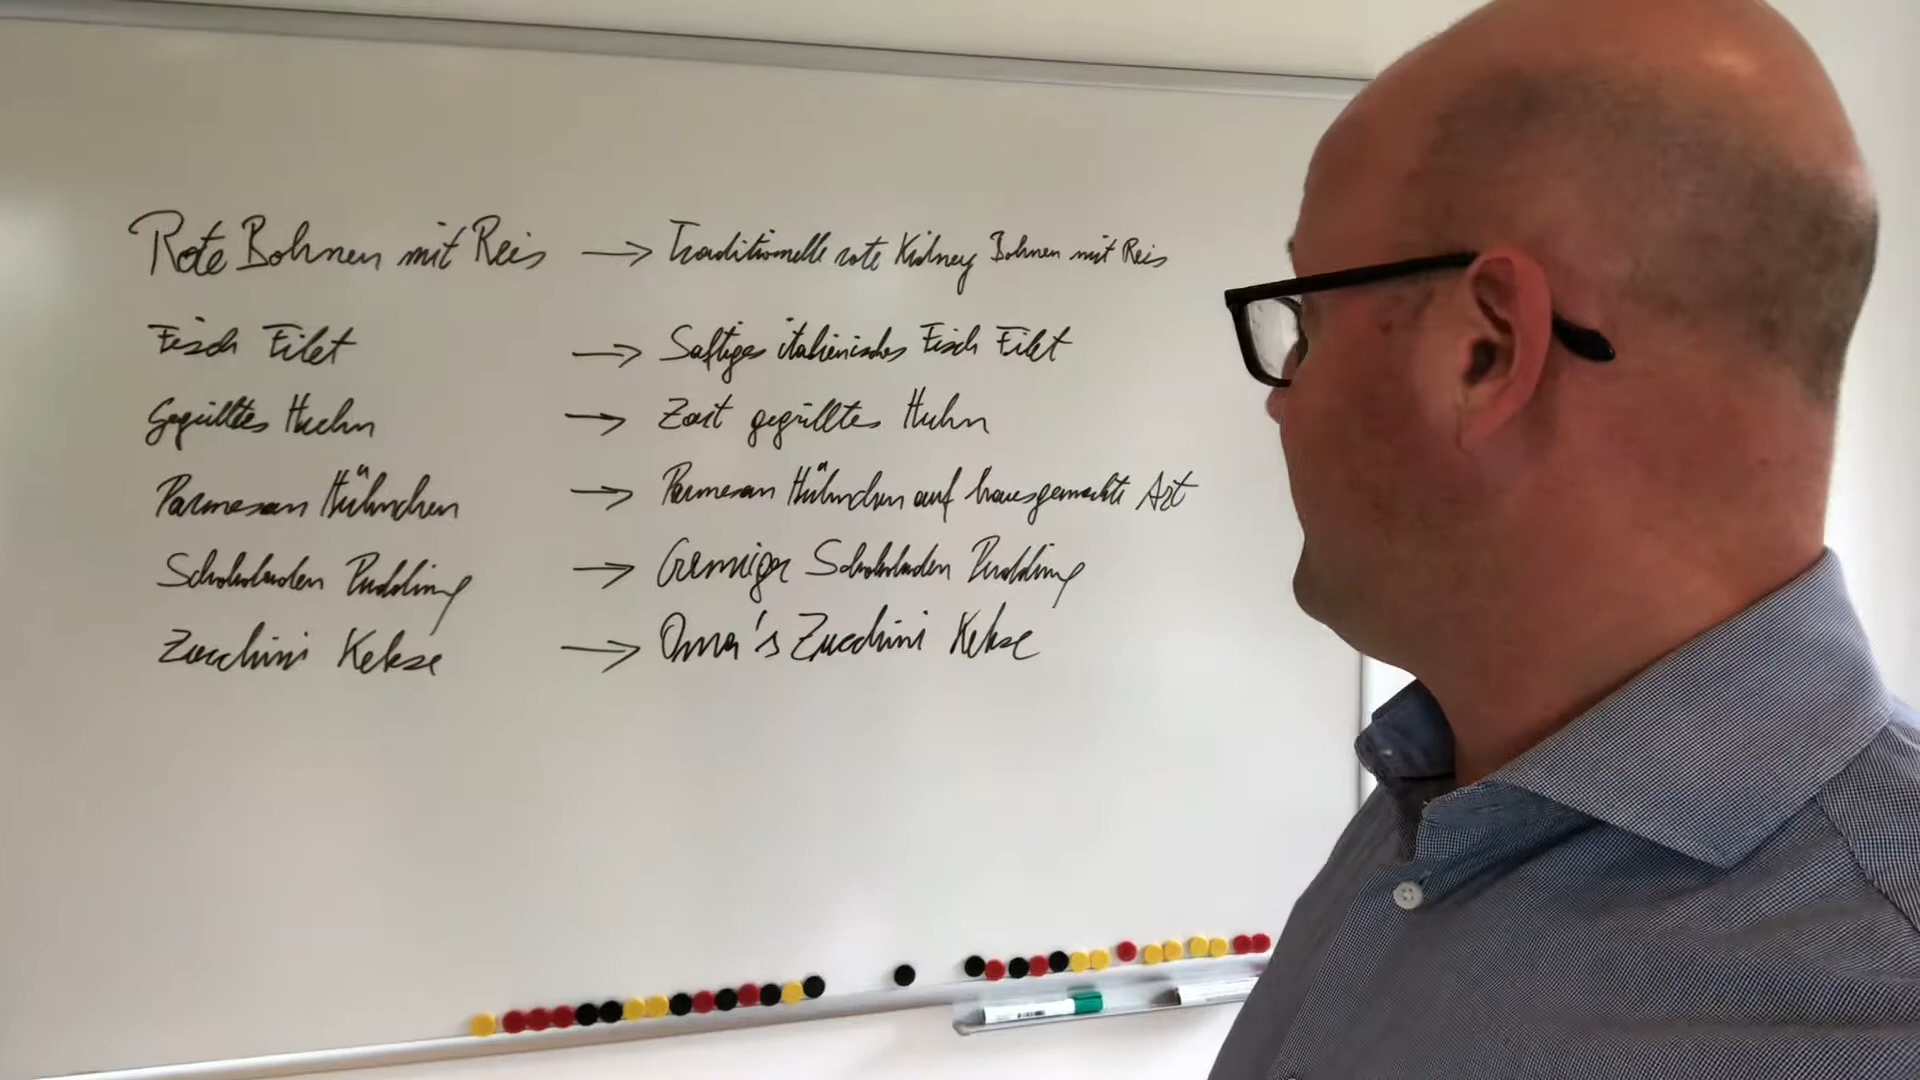 Rote Bohnen mit Reis → Traditionelle rote Kidney Bohnen mit Reis
Fisch Filet → Saftiges italienisches Fisch Filet
Gegrilltes Huhn → Zart gegrilltes Huhn
Parmesan Hühnchen → Parmesan Hühnchen auf hausgemachte Art
Schokoladen Pudding → Cremiger Schokoladen Pudding
Zucchini Kekse → Oma's Zucchini Kekse